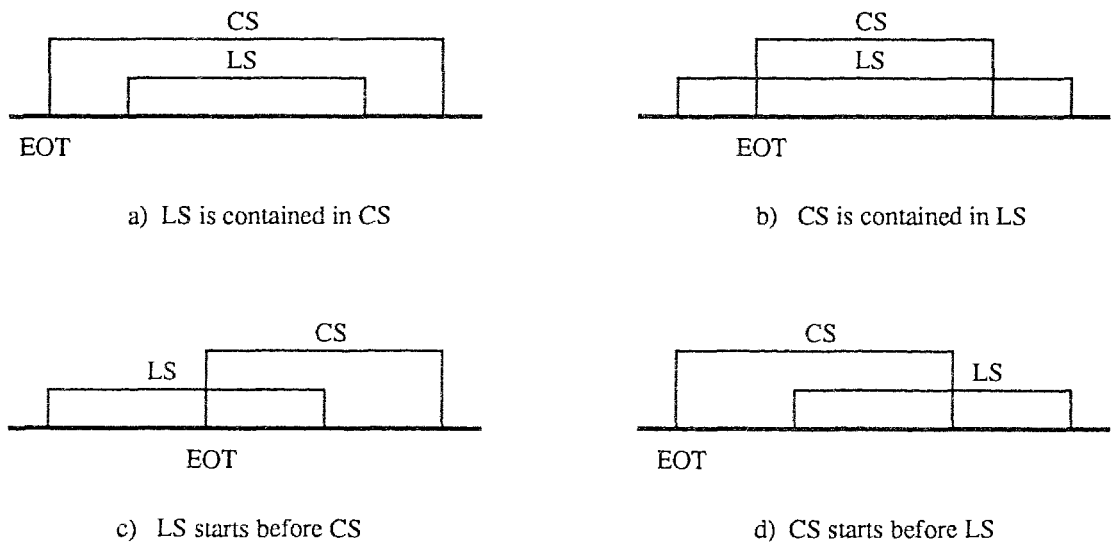 CS
LS
EOT
a) LS is contained in CS
CS
LS
EOT
b) CS is contained in LS
CS
LS
EOT
c) LS starts before CS
CS
LS
EOT
d) CS starts before LS